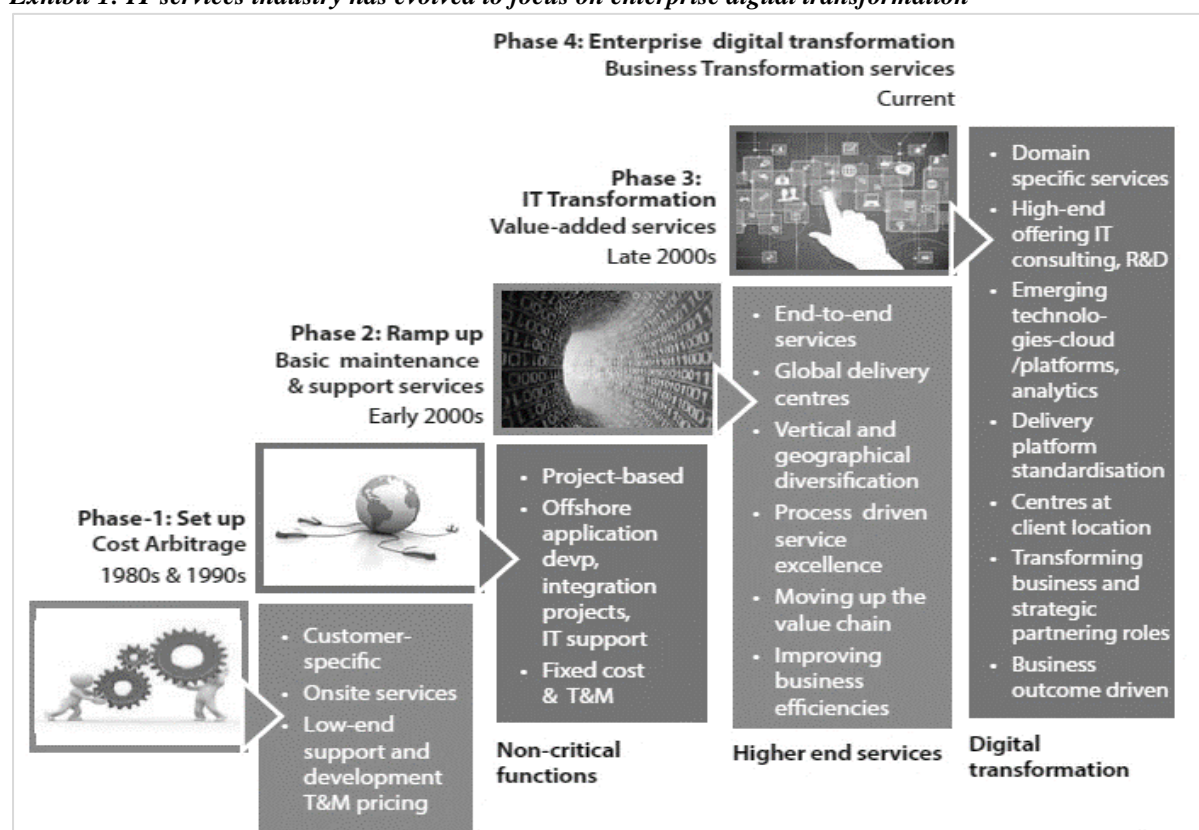 Exhibit 1: IT services industry has evolved to focus on enterprise digital transformation
Phase 4: Enterprise digital transformation
Business Transformation services
Current
Phase 3:
IT Transformation
Value-added services
Late 2000s
Phase 2: Ramp up
Basic maintenance
& support services
Early 2000s
Phase-1: Set up
Cost Arbitrage
1980s & 1990s
• Customer-
specific
• Onsite services
• Low-end
support and
development
T&M pricing
• Project-based
• Offshore
application
devp,
integration
projects,
IT support
• Fixed cost
& T&M
Non-critical
functions
• End-to-end
services
• Global delivery
centres
• Vertical and
geographical
diversification
• Process driven
service
excellence
• Moving up the
value chain
• Improving
business
efficiencies
Higher end services
• Domain
specific services
• High-end
offering IT
consulting, R&D
• Emerging
technolo-
gies-cloud
/platforms,
analytics
• Delivery
platform
standardisation
• Centres at
client location
• Transforming
business and
strategic
partnering roles
• Business
outcome driven
Digital
transformation